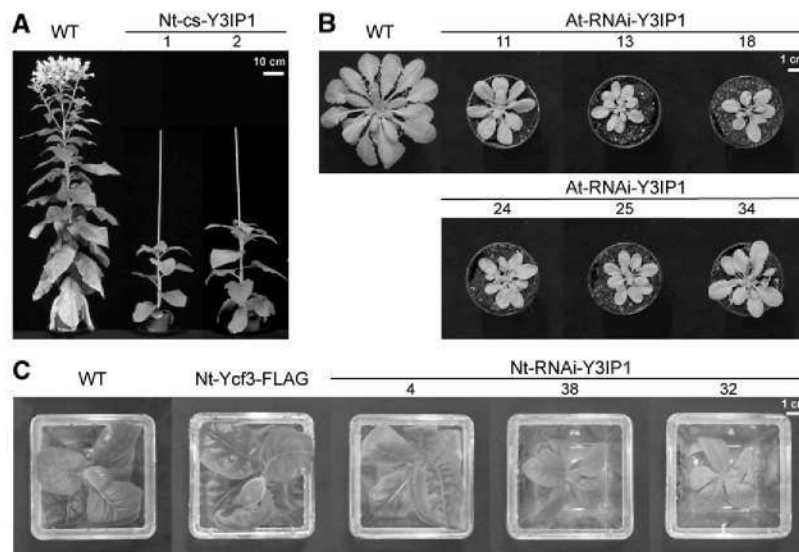 A
WT
Nt-cs-Y3IP1
1
2
10 cm
B
WT
At-RNAi-Y3IP1
11
13
18
1 cm
At-RNAi-Y3IP1
24
25
34
C
WT
Nt-Ycf3-FLAG
Nt-RNAi-Y3IP1
4
38
32
1 cm